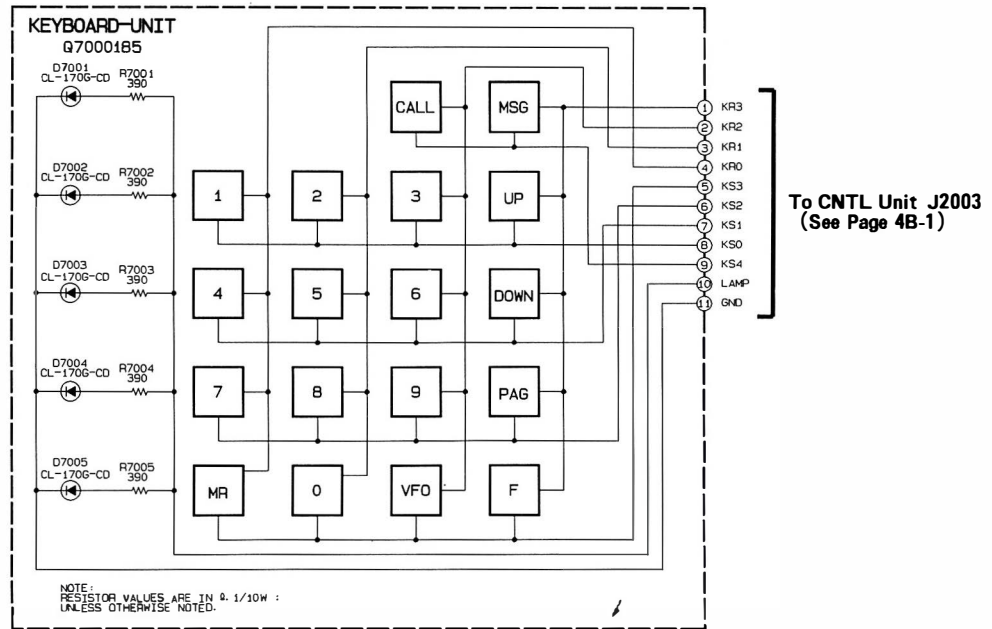 KEYBOARD-UNIT
Q7000185
D7001
CL-170G-CD
R7001
390
D7002
CL-170G-CD
R7002
390
D7003
CL-170G-CD
R7003
390
D7004
CL-170G-CD
R7004
390
D7005
CL-170G-CD
R7005
390
CALL
MSG
1
2
3
UP
4
5
6
DOWN
7
8
9
PAG
MR
0
VFO
F
1 KR3
2 KR2
3 KR1
4 KR0
5 KS3
6 KS2
7 KS1
8 KS0
9 KS4
10 LAMP
11 GND
To CNTL Unit J2003
(See Page 4B-1)
NOTE:
RESISTOR VALUES ARE IN Ω. 1/10W :
UNLESS OTHERWISE NOTED.